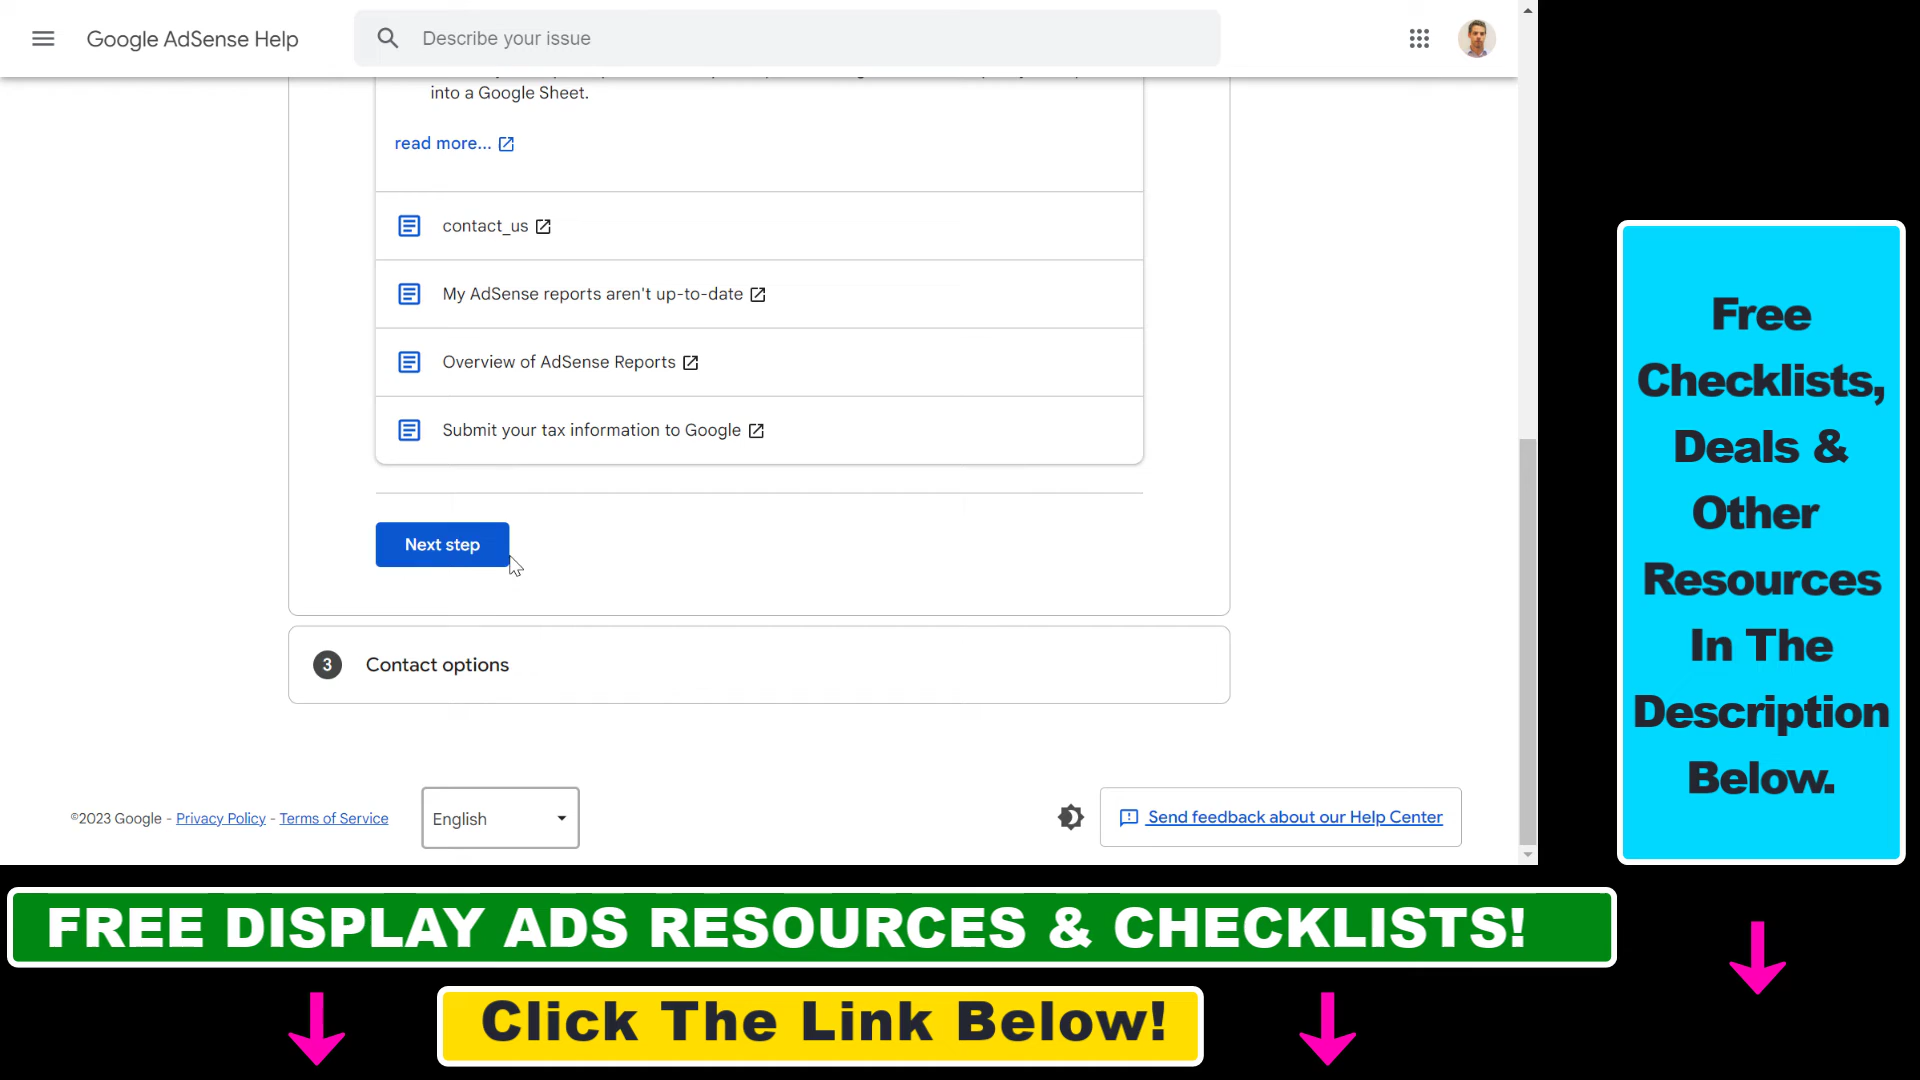 Google AdSense Help
Describe your issue
into a Google Sheet.
read more...
contact_us
My AdSense reports aren't up-to-date
Overview of AdSense Reports
Submit your tax information to Google
Next step
3 Contact options
©2023 Google - Privacy Policy - Terms of Service
English
Send feedback about our Help Center
Free
Checklists,
Deals &
Other
Resources
In The
Description
Below.
FREE DISPLAY ADS RESOURCES & CHECKLISTS!
Click The Link Below!